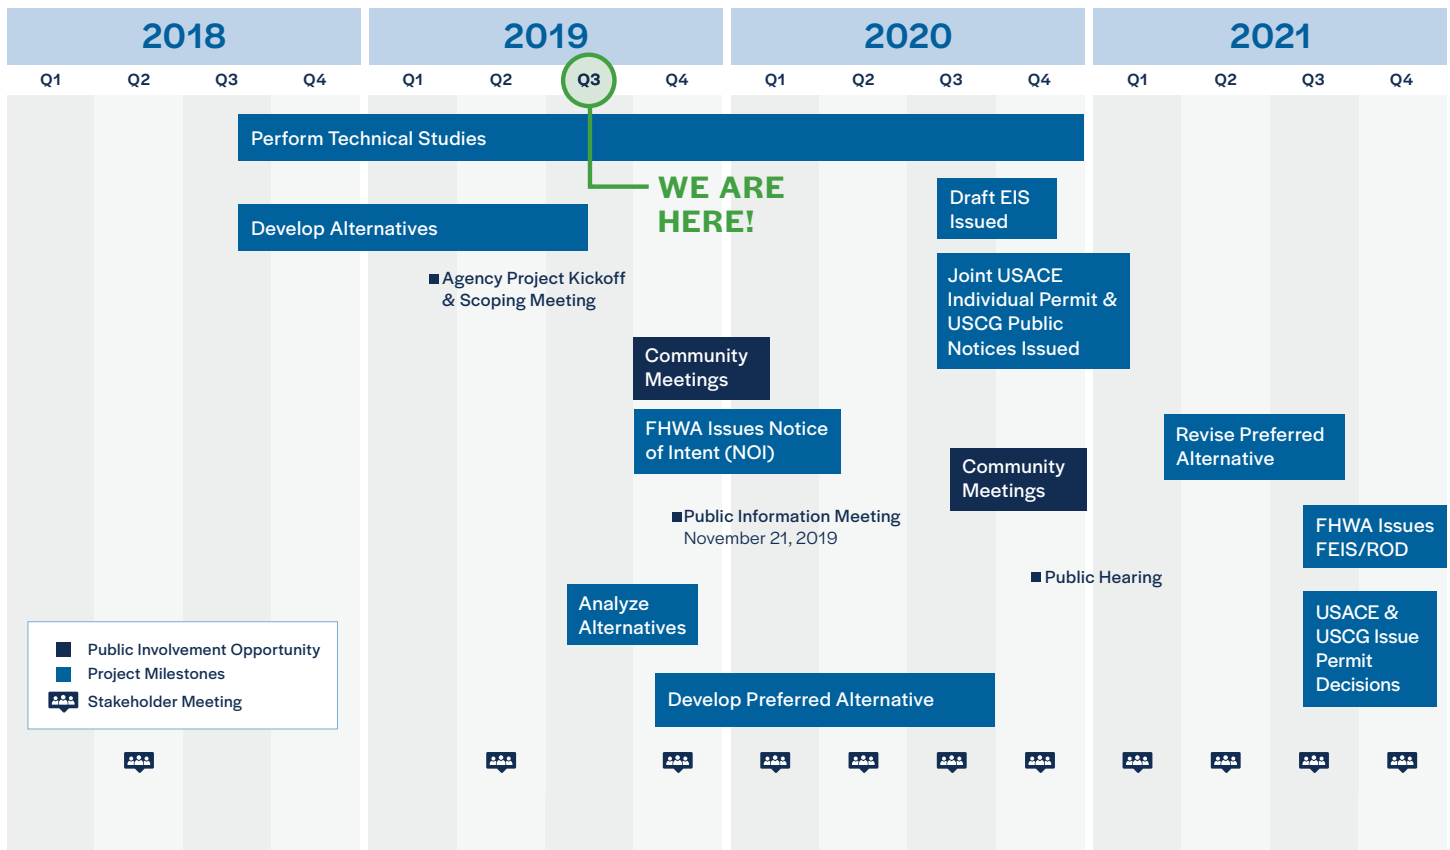 2018
2019
2020
2021
Q1 Q2 Q3 Q4 Q1 Q2 Q3 Q4 Q1 Q2 Q3 Q4 Q1 Q2 Q3 Q4
Perform Technical Studies
WE ARE
HERE!
Develop Alternatives
Agency Project Kickoff
& Scoping Meeting
Draft EIS
Issued
Joint USACE
Individual Permit &
USCG Public
Notices Issued
Community
Meetings
FHWA Issues Notice
of Intent (NOI)
Revise Preferred
Alternative
Community
Meetings
Public Information Meeting
November 21, 2019
FHWA Issues
FEIS/ROD
Public Hearing
Analyze
Alternatives
USACE &
USCG Issue
Permit
Decisions
Develop Preferred Alternative
Public Involvement Opportunity
Project Milestones
Stakeholder Meeting